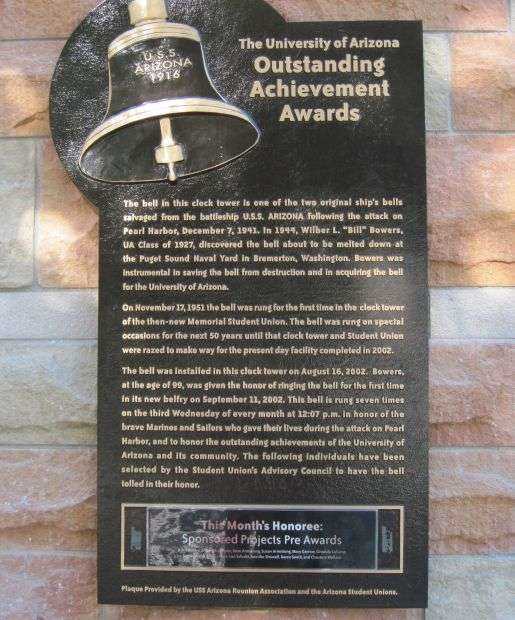 U.S.S.
ARIZONA
1916
The University of Arizona
Outstanding
Achievement
Awards
The bell in this clock tower is one of the two original ship's bells
salvaged from the battleship U.S.S. ARIZONA following the attack on
Pearl Harbor, December 7, 1941. In 1944, Wilber L. "Bill" Bowers,
UA Class of 1927, discovered the bell about to be melted down at
the Puget Sound Naval Yard in Bremerton, Washington. Bowers was
instrumental in saving the bell from destruction and in acquiring the bell
for the University of Arizona.
On November 17, 1951 the bell was rung for the first time in the clock tower
of the then-new Memorial Student Union. The bell was rung on special
occasions for the next 50 years until that clock tower and Student Union
were razed to make way for the present day facility completed in 2002.
The bell was installed in this clock tower on August 16, 2002. Bowers,
at the age of 99, was given the honor of ringing the bell for the first time
in its new belfry on September 11, 2002. This bell is rung seven times
on the third Wednesday of every month at 12:07 p.m. in honor of the
brave Marines and Sailors who gave their lives during the attack on Pearl
Harbor, and to honor the outstanding achievements of the University of
Arizona and its community. The following individuals have been
selected by the Student Union's Advisory Council to have the bell
tolled in their honor.
This Month's Honoree:
Sponsored Projects Pre Awards
Plaque Provided by the USS Arizona Reunion Association and the Arizona Student Unions.